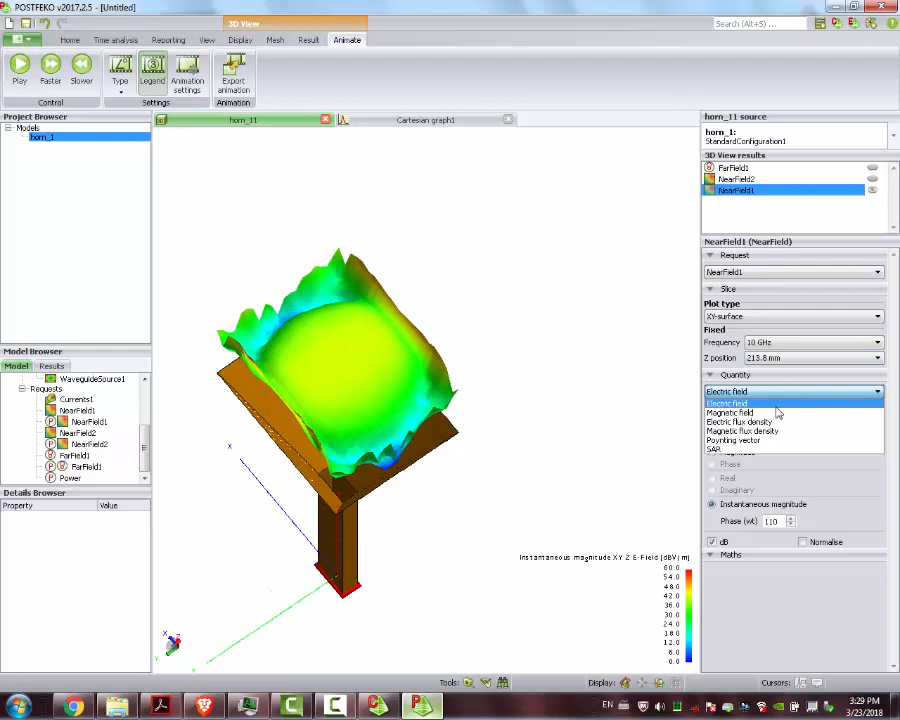 POSTFEKO v2017.2.5 - [Untitled]
3D View
Search (Alt+S) . . .
Home Time analysis Reporting View Display Mesh Result Animate
Play Faster Slower Type Legend Animation settings Export animation
Control Settings Animation
Project Browser
Models
horn_1
horn_11 Cartesian graph1
horn_11 source
horn_1:
StandardConfiguration1
3D View results
FarField1
NearField2
NearField1
NearField1 (NearField)
Request
NearField1
Slice
Plot type
XY-surface
Fixed
Frequency 10 GHz
Z position 213.8 mm
Quantity
Electric field
Electric field
Magnetic field
Electric flux density
Magnetic flux density
Poynting vector
SAR
Phase
Real
Imaginary
Instantaneous magnitude
Phase (wt) 110
dB Normalise
Maths
Model Browser
Model Results
WaveguideSource1
Requests
Currents1
NearField1
P NearField1
NearField2
P NearField2
FarField1
P FarField1
Power
Details Browser
Property Value
X
X Z
Instantaneous magnitude XY Z E-Field (dBV/m)
60.0
54.0
48.0
42.0
36.0
30.0
24.0
18.0
12.0
6.0
0.0
Tools: Display: Cursors:
EN
3:29 PM
3/23/2018